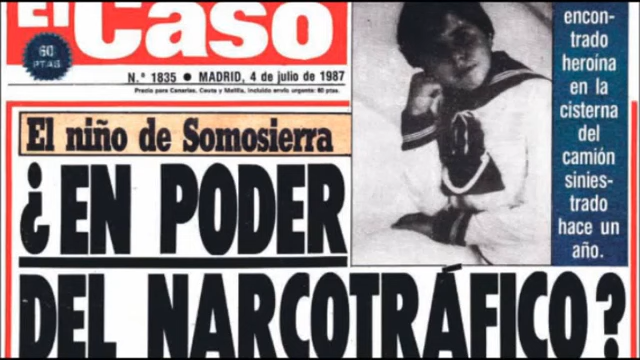 El Caso
60
PTAS
N.º 1835 • MADRID, 4 de julio de 1987
Precio para Canarias, Ceuta y Melilla, incluido envío urgente: 60 ptas.
El niño de Somosierra
¿EN PODER
DEL NARCOTRÁFICO?
encon-
trado
heroína
en la
cisterna
del
camión
sinies-
trado
hace un
año.